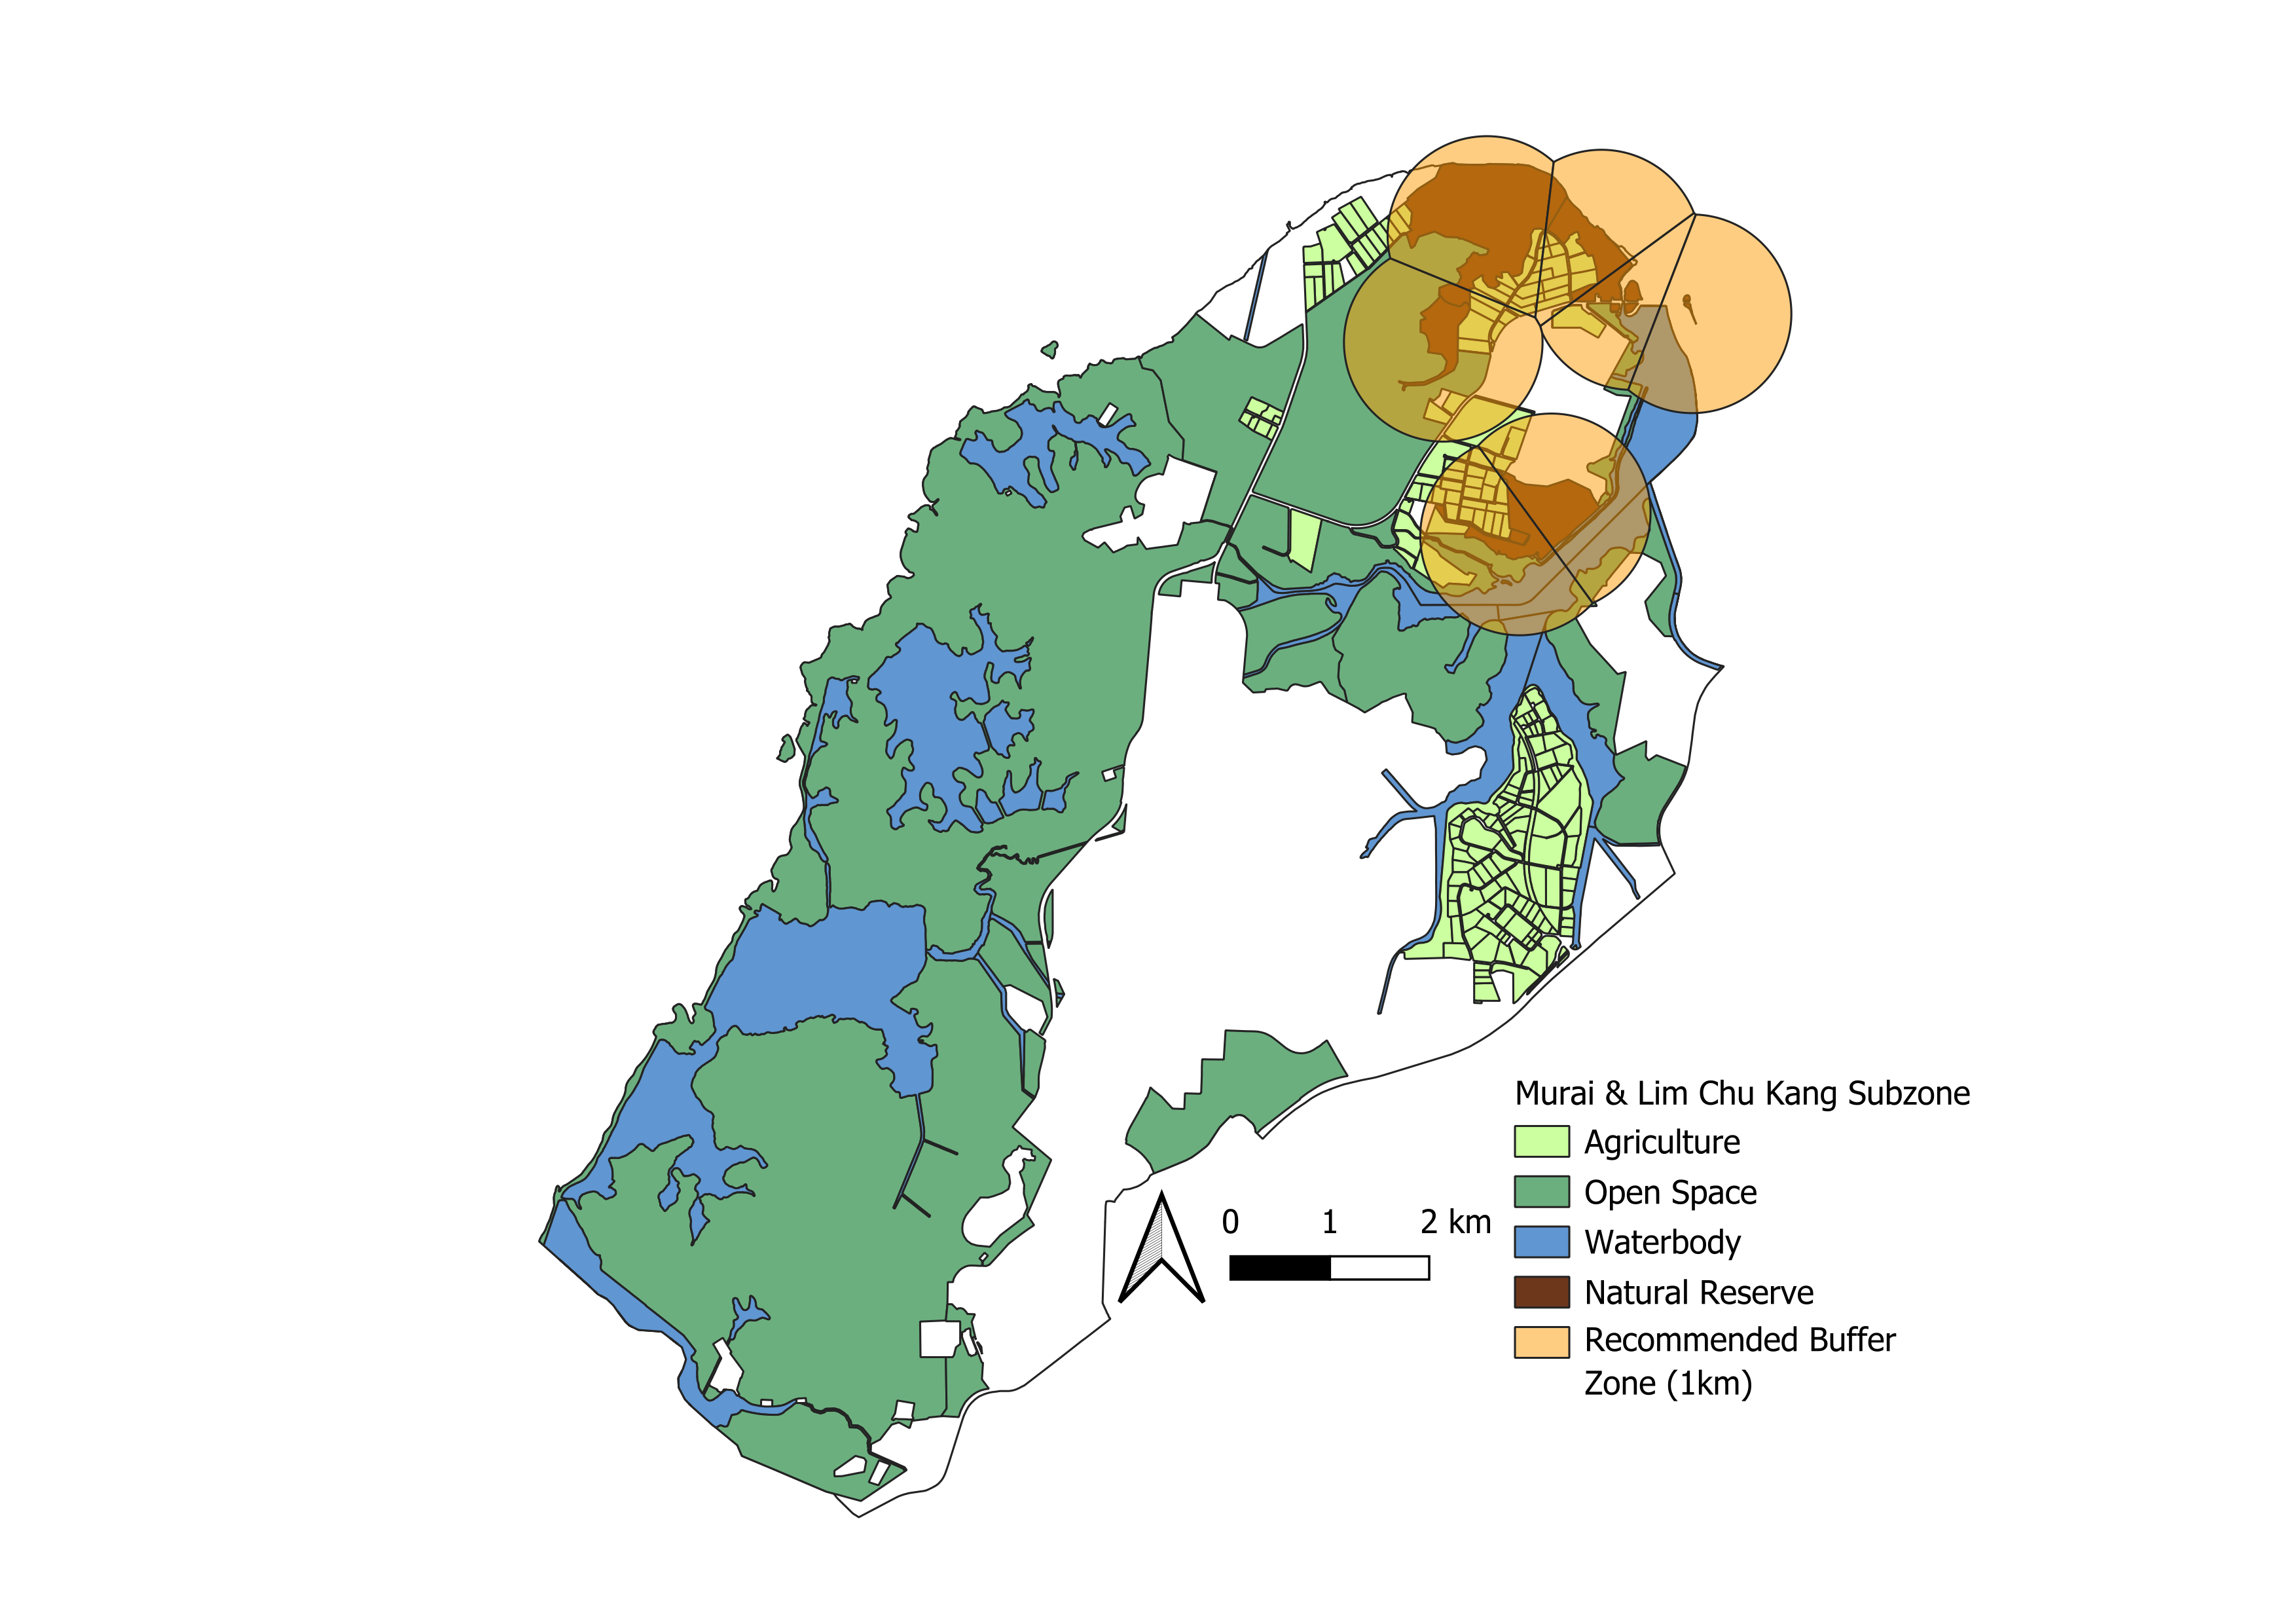 Murai & Lim Chu Kang Subzone
Agriculture
Open Space
0 1 2 km
Waterbody
Natural Reserve
Recommended Buffer
Zone (1km)